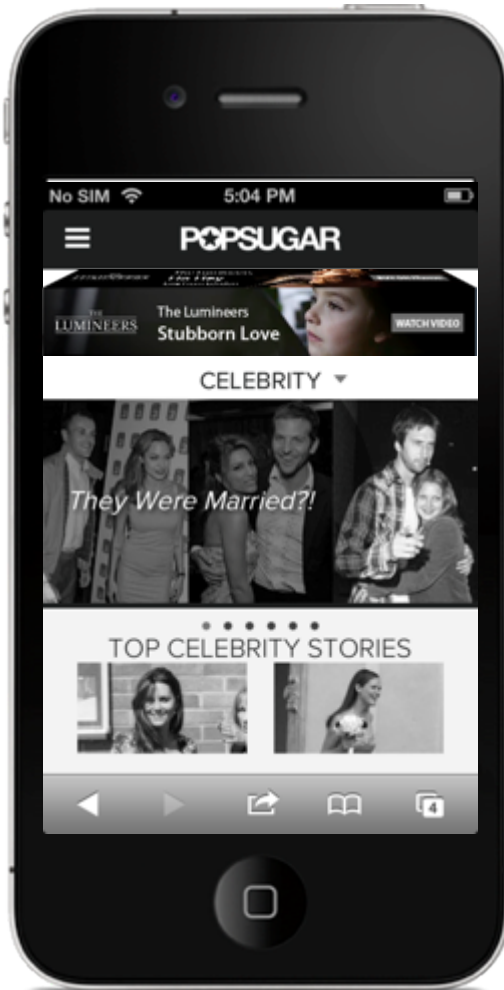 No SIM 5:04 PM
POPSUGAR
THE
LUMINEERS
The Lumineers
Stubborn Love
WATCH VIDEO
CELEBRITY
They Were Married?!
TOP CELEBRITY STORIES
4